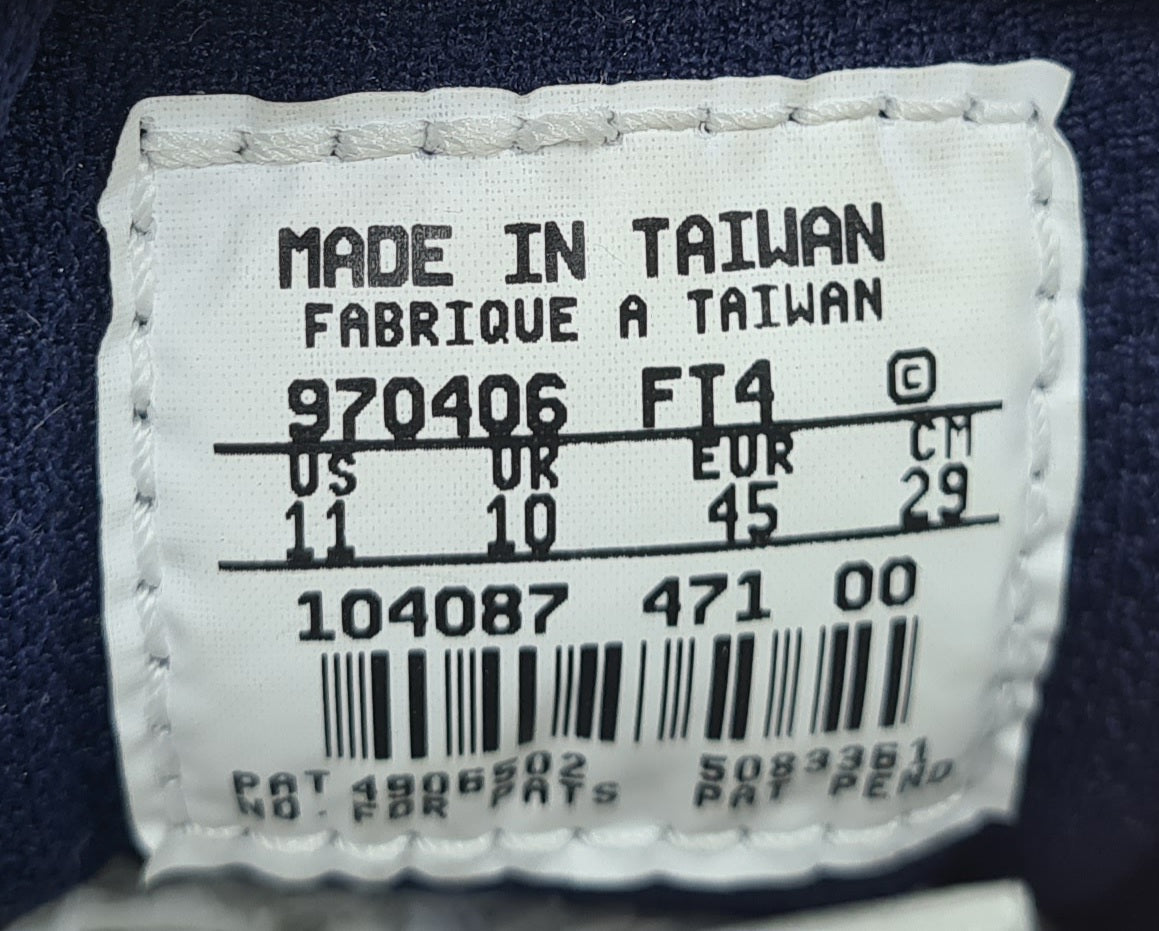 MADE IN TAIWAN
FABRIQUE A TAIWAN
970406 FT4 ©
US UR EUR CM
11 10 45 29
104087 471 00
PAT 4906502 5083361
NO. FOR PATS PAT PEND